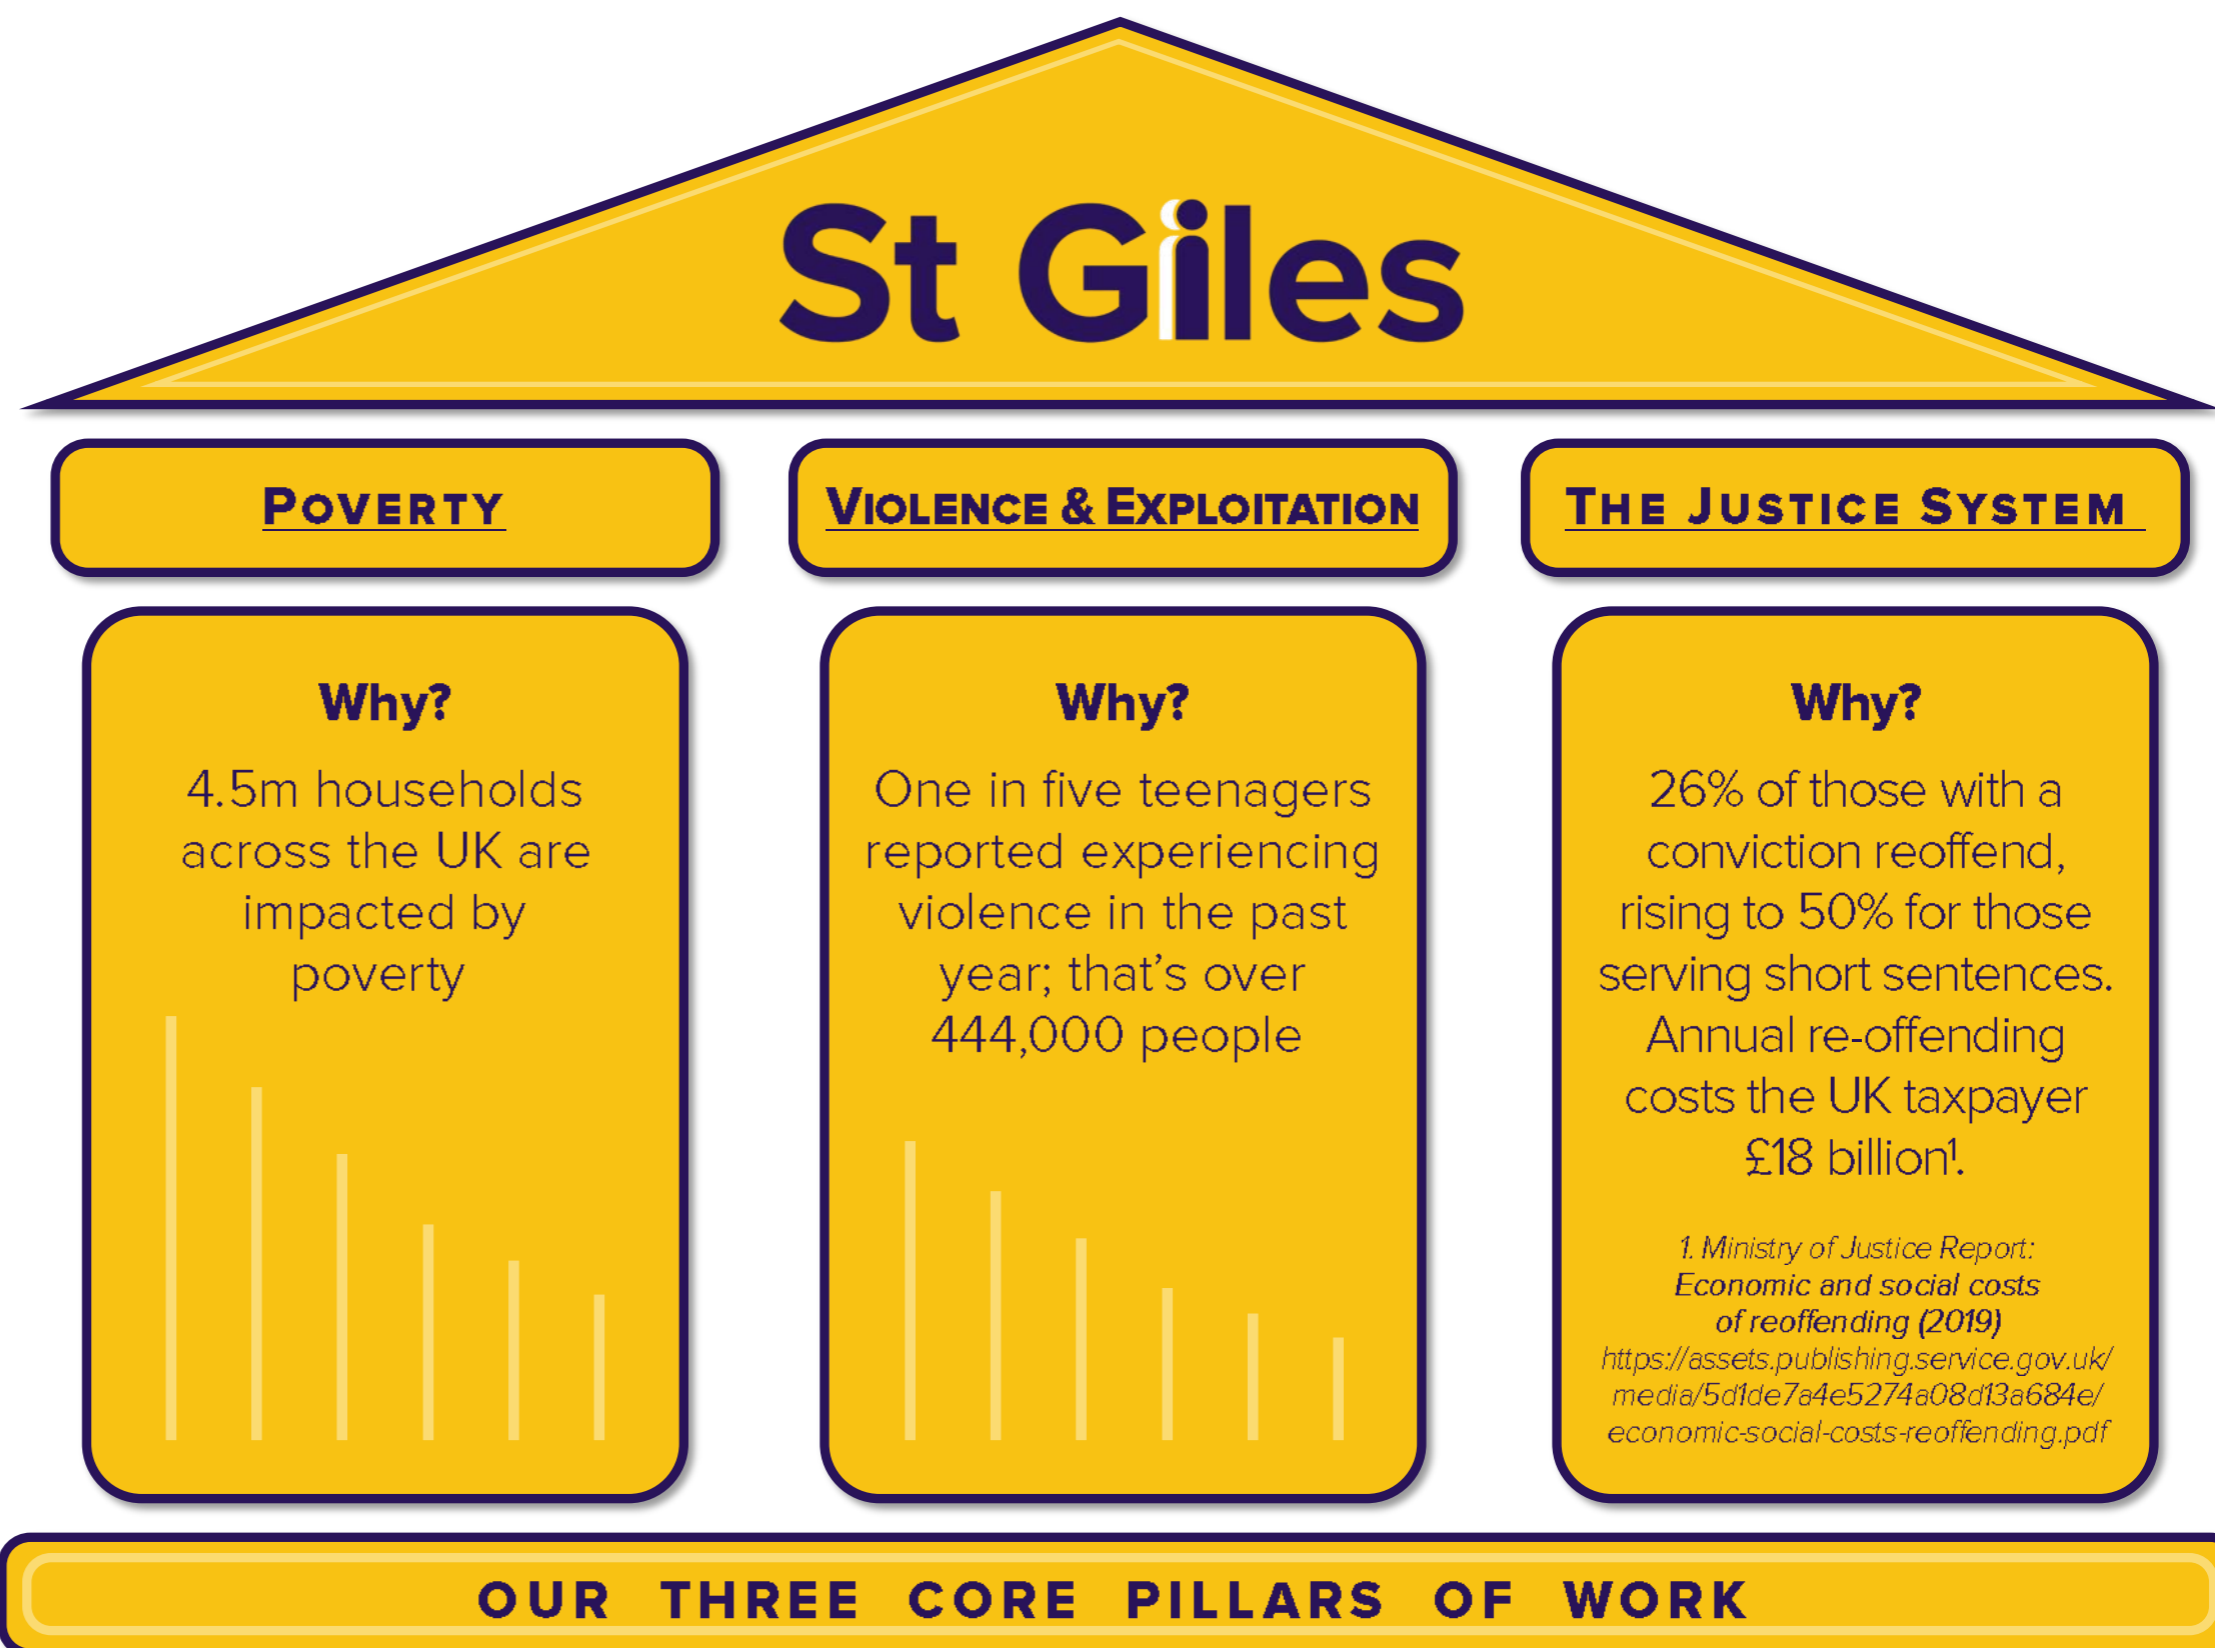 St Giles
POVERTY
VIOLENCE & EXPLOITATION
THE JUSTICE SYSTEM
Why?
4.5m households
across the UK are
impacted by
poverty
Why?
One in five teenagers
reported experiencing
violence in the past
year; that's over
444,000 people
Why?
26% of those with a
conviction reoffend,
rising to 50% for those
serving short sentences.
Annual re-offending
costs the UK taxpayer
£18 billion¹.
1. Ministry of Justice Report:
Economic and social costs
of reoffending (2019)
https://assets.publishing.service.gov.uk/
media/5d1de7a4e5274a08d13a684e/
economic-social-costs-reoffending.pdf
OUR THREE CORE PILLARS OF WORK